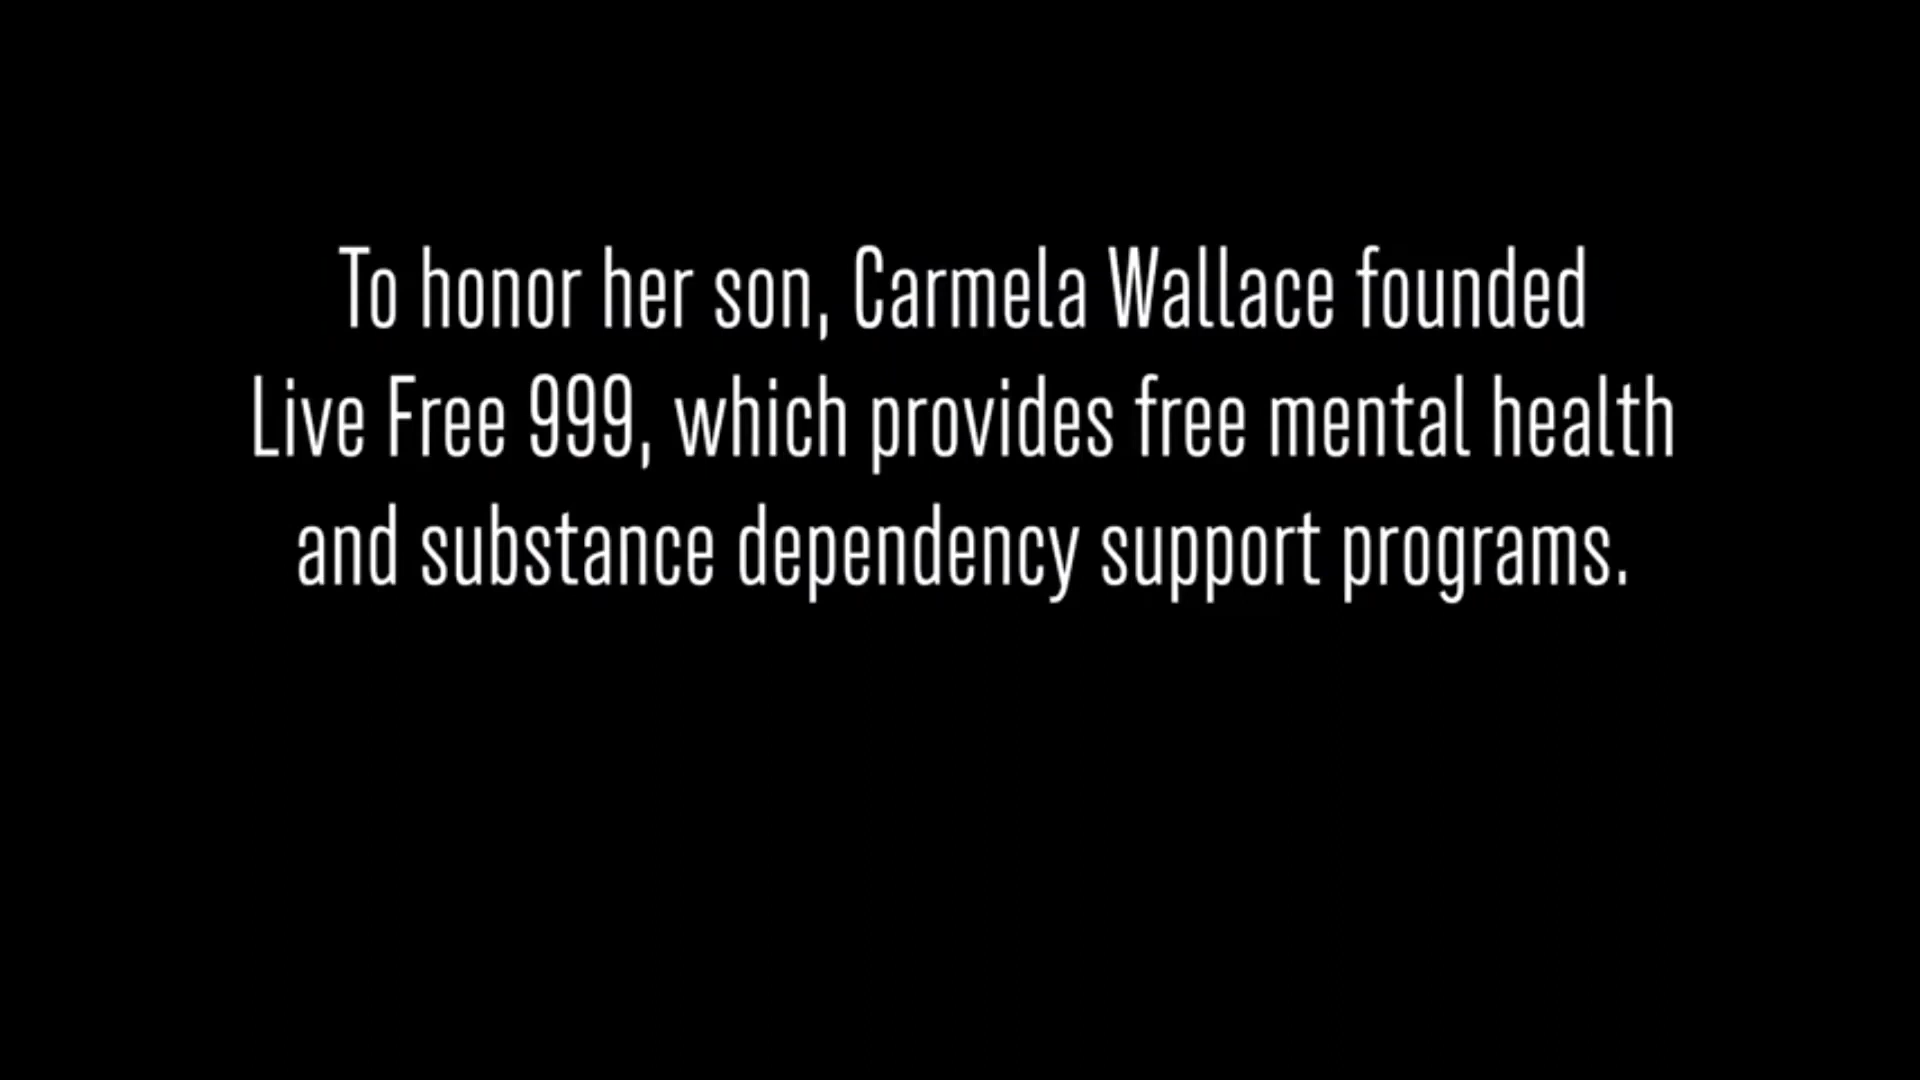 To honor her son, Carmela Wallace founded
Live Free 999, which provides free mental health
and substance dependency support programs.